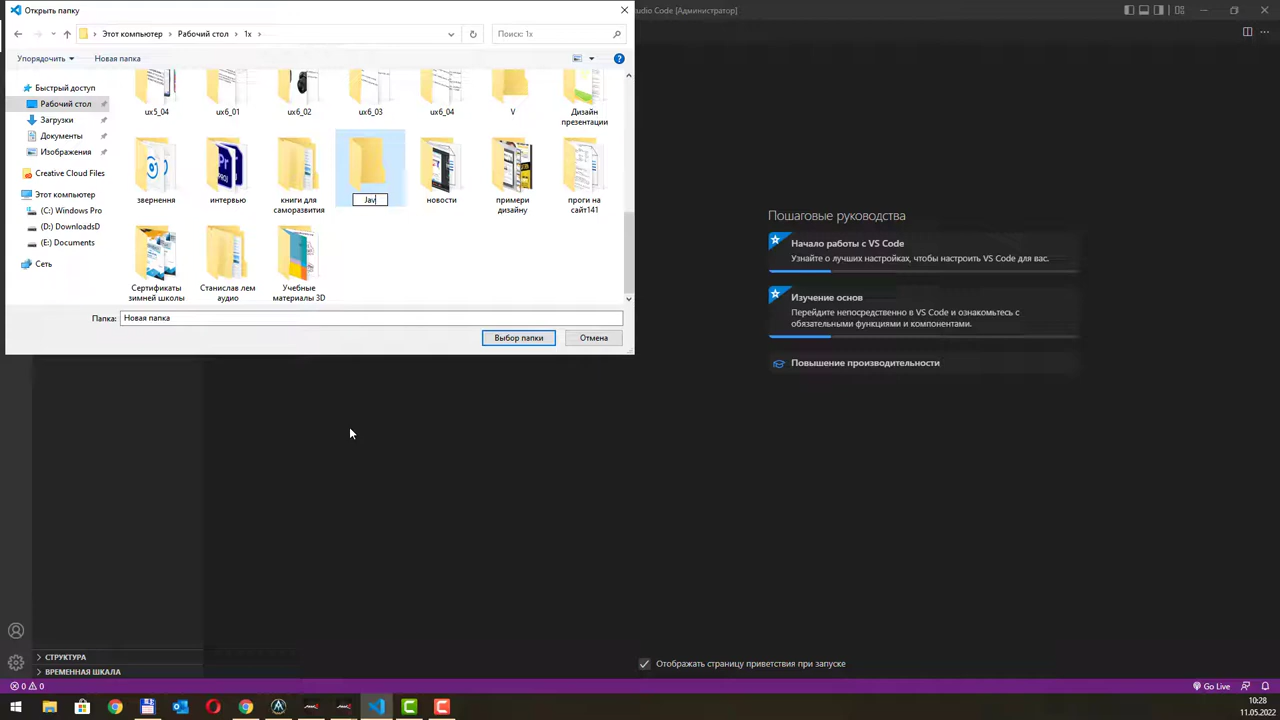 Открыть папку
tudio Code [Администратор]
Этот компьютер
Рабочий стол
1x
Поиск: 1x
Упорядочить
Новая папка
Быстрый доступ
Рабочий стол
Загрузки
Документы
Изображения
Creative Cloud Files
Этот компьютер
(C:) Windows Pro
(D:) DownloadsD
(E:) Documents
Сеть
ux5_04
ux6_01
ux6_02
ux6_03
ux6_04
V
Дизайн
презентации
звернення
интервью
книги для
саморазвития
Jav
новости
примери
дизайну
проги на
сайт141
Сертификаты
зимней школы
Станислав лем
аудио
Учебные
материалы 3D
Папка:
Новая папка
Выбор папки
Отмена
Пошаговые руководства
Начало работы с VS Code
Узнайте о лучших настройках, чтобы настроить VS Code для вас.
Изучение основ
Перейдите непосредственно в VS Code и ознакомьтесь с
обязательными функциями и компонентами.
Повышение производительности
Отображать страницу приветствия при запуске
СТРУКТУРА
ВРЕМЕННАЯ ШКАЛА
0
0
Go Live
10:28
11.05.2022